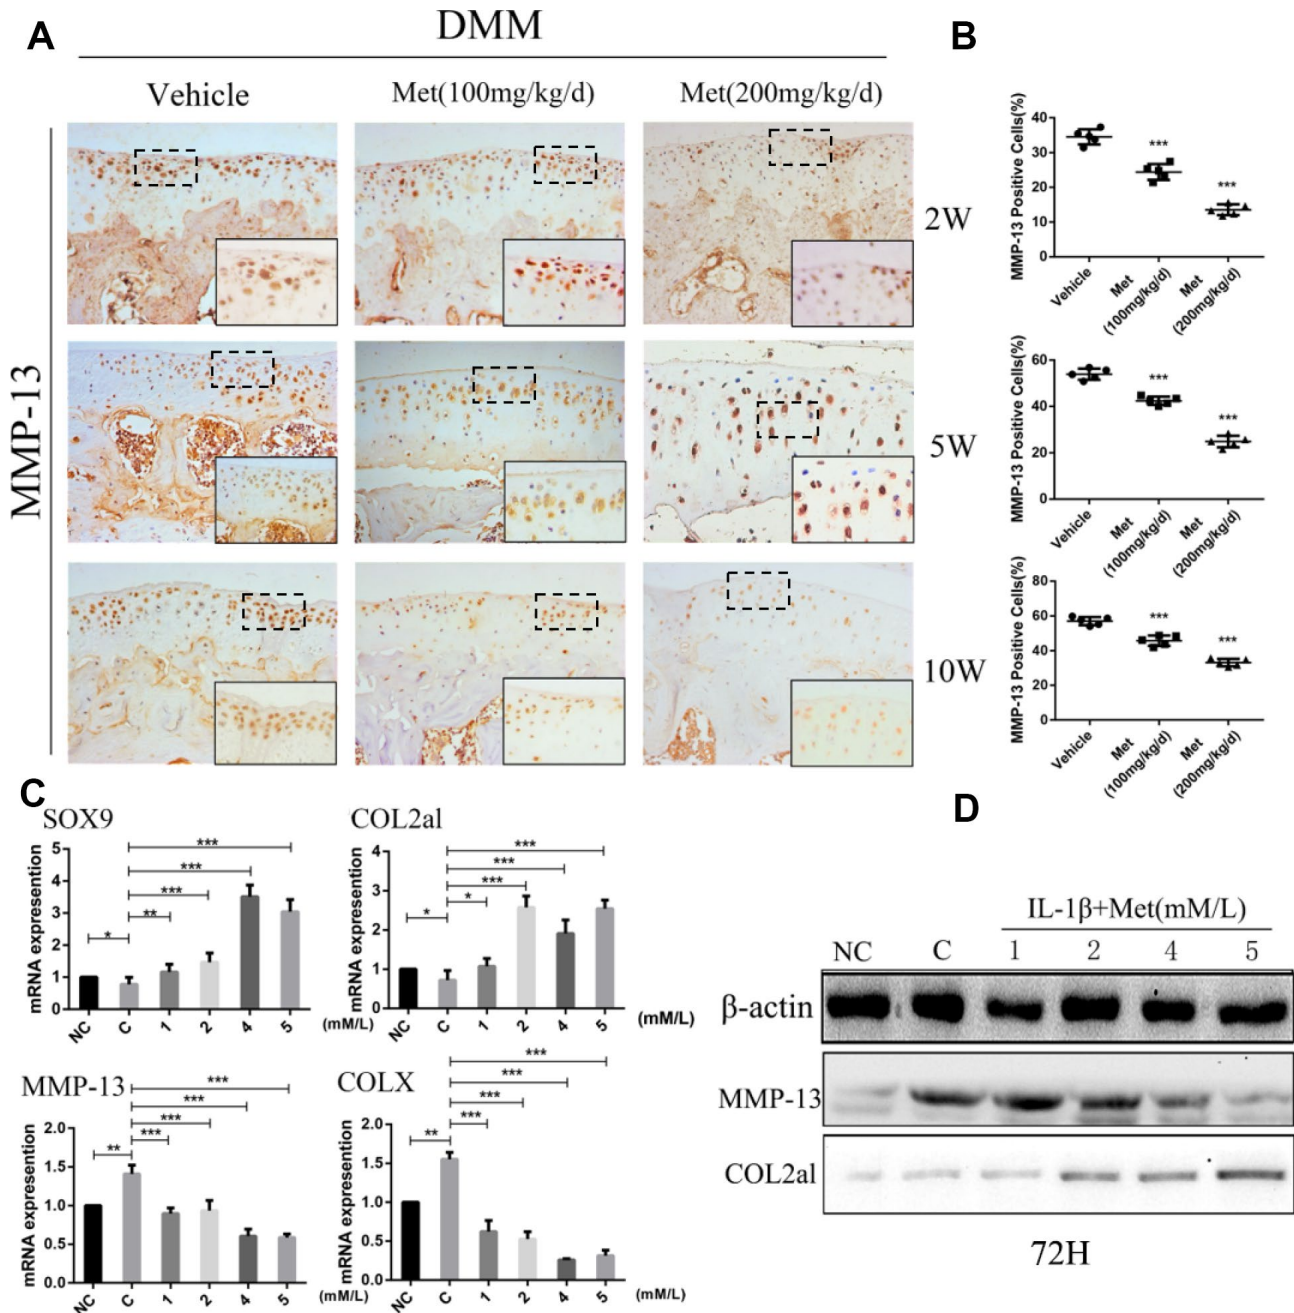 A
DMM
B
Vehicle
Met(100mg/kg/d)
Met(200mg/kg/d)
MMP-13
2W
5W
10W
MMP-13 Positive Cells(%)
40
30
20
10
0
***
***
Vehicle
Met
(100mg/kg/d)
Met
(200mg/kg/d)
MMP-13 Positive Cells(%)
60
40
20
0
***
***
Vehicle
Met
(100mg/kg/d)
Met
(200mg/kg/d)
MMP-13 Positive Cells(%)
80
60
40
20
0
***
***
Vehicle
Met
(100mg/kg/d)
Met
(200mg/kg/d)
C
SOX9
mRNA expresention
5
4
3
2
1
0
***
***
***
**
*
NC C 1 2 4 5 (mM/L)
COL2al
mRNA expresention
4
3
2
1
0
***
***
***
*
*
NC C 1 2 4 5 (mM/L)
MMP-13
mRNA expresention
2.0
1.5
1.0
0.5
0.0
***
***
***
***
**
NC C 1 2 4 5 (mM/L)
COLX
mRNA expresention
2.0
1.5
1.0
0.5
0.0
***
***
***
***
**
NC C 1 2 4 5 (mM/L)
D
IL-1β+Met(mM/L)
NC C 1 2 4 5
β-actin
MMP-13
COL2al
72H